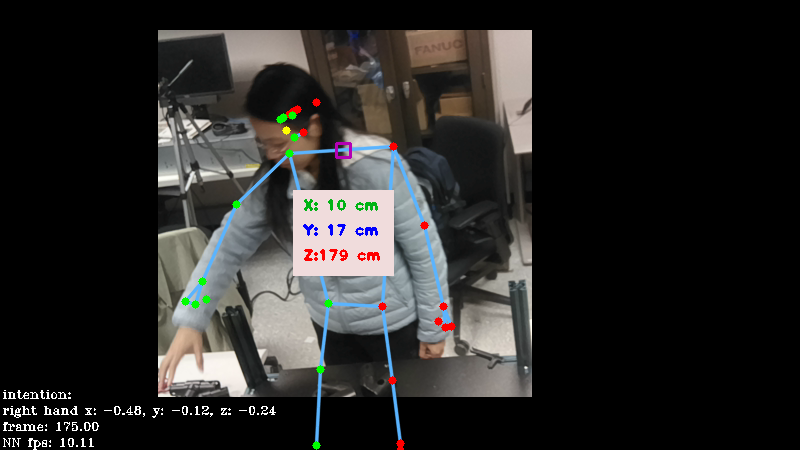 FANUC
X: 10 cm
Y: 17 cm
Z:179 cm
intention:
right hand x: -0.48, y: -0.12, z: -0.24
frame: 175.00
NN fps: 10.11